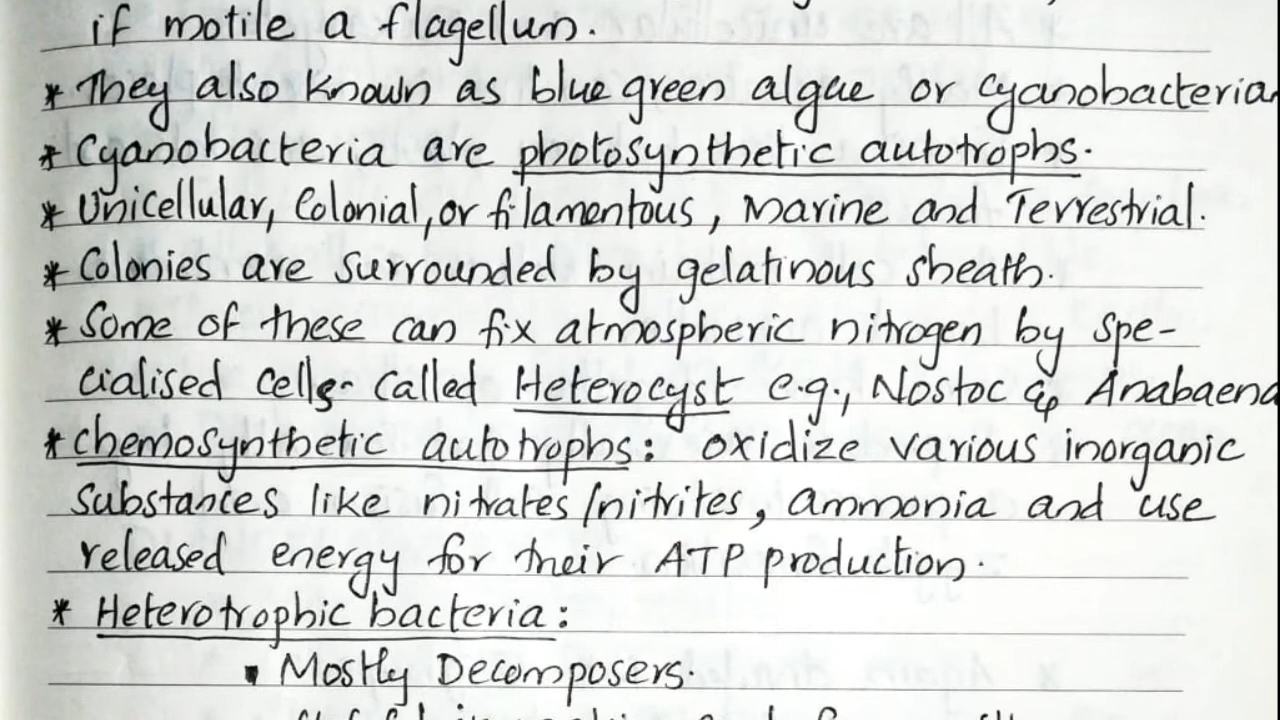 if motile a flagellum.
* They also known as blue green algae or Cyanobacteria
* Cyanobacteria are photosynthetic autotrophs.
* Unicellular, Colonial, or filamentous, Marine and Terrestrial.
* Colonies are surrounded by gelatinous sheath.
* Some of these can fix atmospheric nitrogen by spe-
cialised cells called Heterocyst e.g., Nostoc & Anabaena
* Chemosynthetic autotrophs: oxidize various inorganic
substances like nitrates/nitrites, ammonia and use
released energy for their ATP production.
* Heterotrophic bacteria:
▪ Mostly Decomposers.